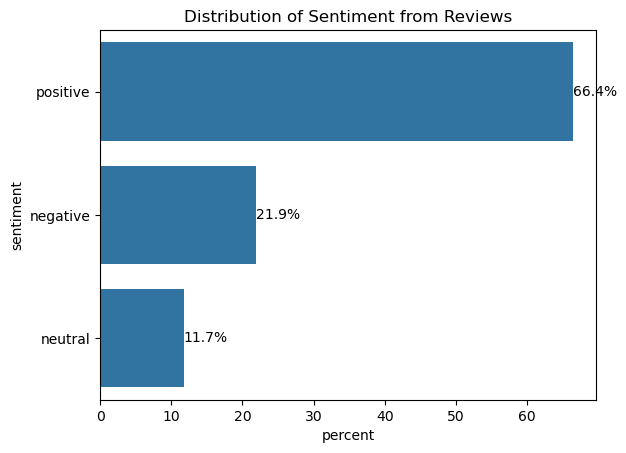 Distribution of Sentiment from Reviews
positive
66.4%
negative
21.9%
neutral
11.7%
sentiment
0 10 20 30 40 50 60
percent